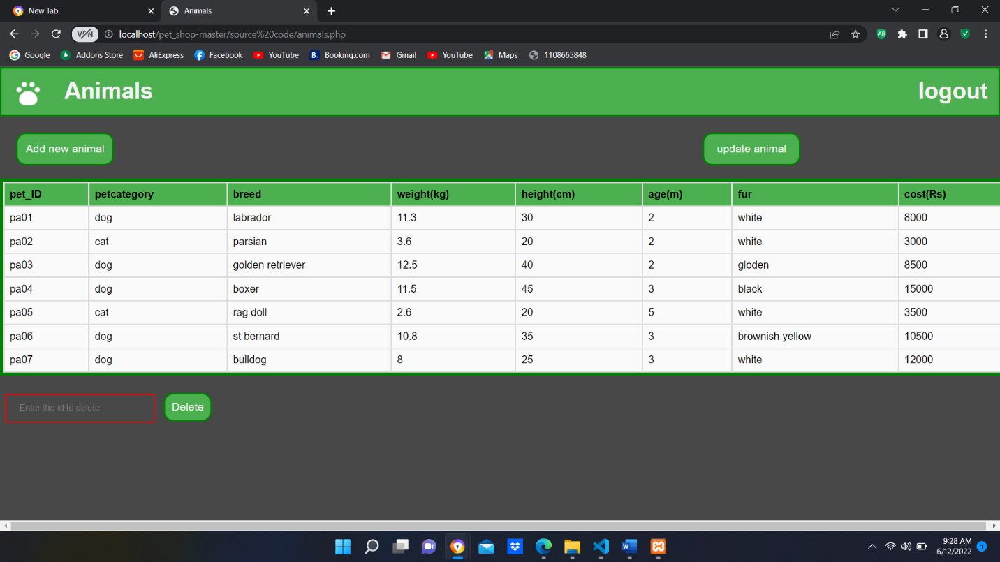 New Tab
Animals
VPN
localhost/pet_shop-master/source%20code/animals.php
AB
Google Addons Store AliExpress Facebook YouTube B. Booking.com Gmail YouTube Maps 1108665848
Animals logout
Add new animal update animal
pet_ID petcategory breed weight(kg) height(cm) age(m) fur cost(Rs)
pa01 dog labrador 11.3 30 2 white 8000
pa02 cat parsian 3.6 20 2 white 3000
pa03 dog golden retriever 12.5 40 2 gloden 8500
pa04 dog boxer 11.5 45 3 black 15000
pa05 cat rag doll 2.6 20 5 white 3500
pa06 dog st bernard 10.8 35 3 brownish yellow 10500
pa07 dog bulldog 8 25 3 white 12000
Enter the id to delete Delete
W
9:28 AM
6/12/2022
1